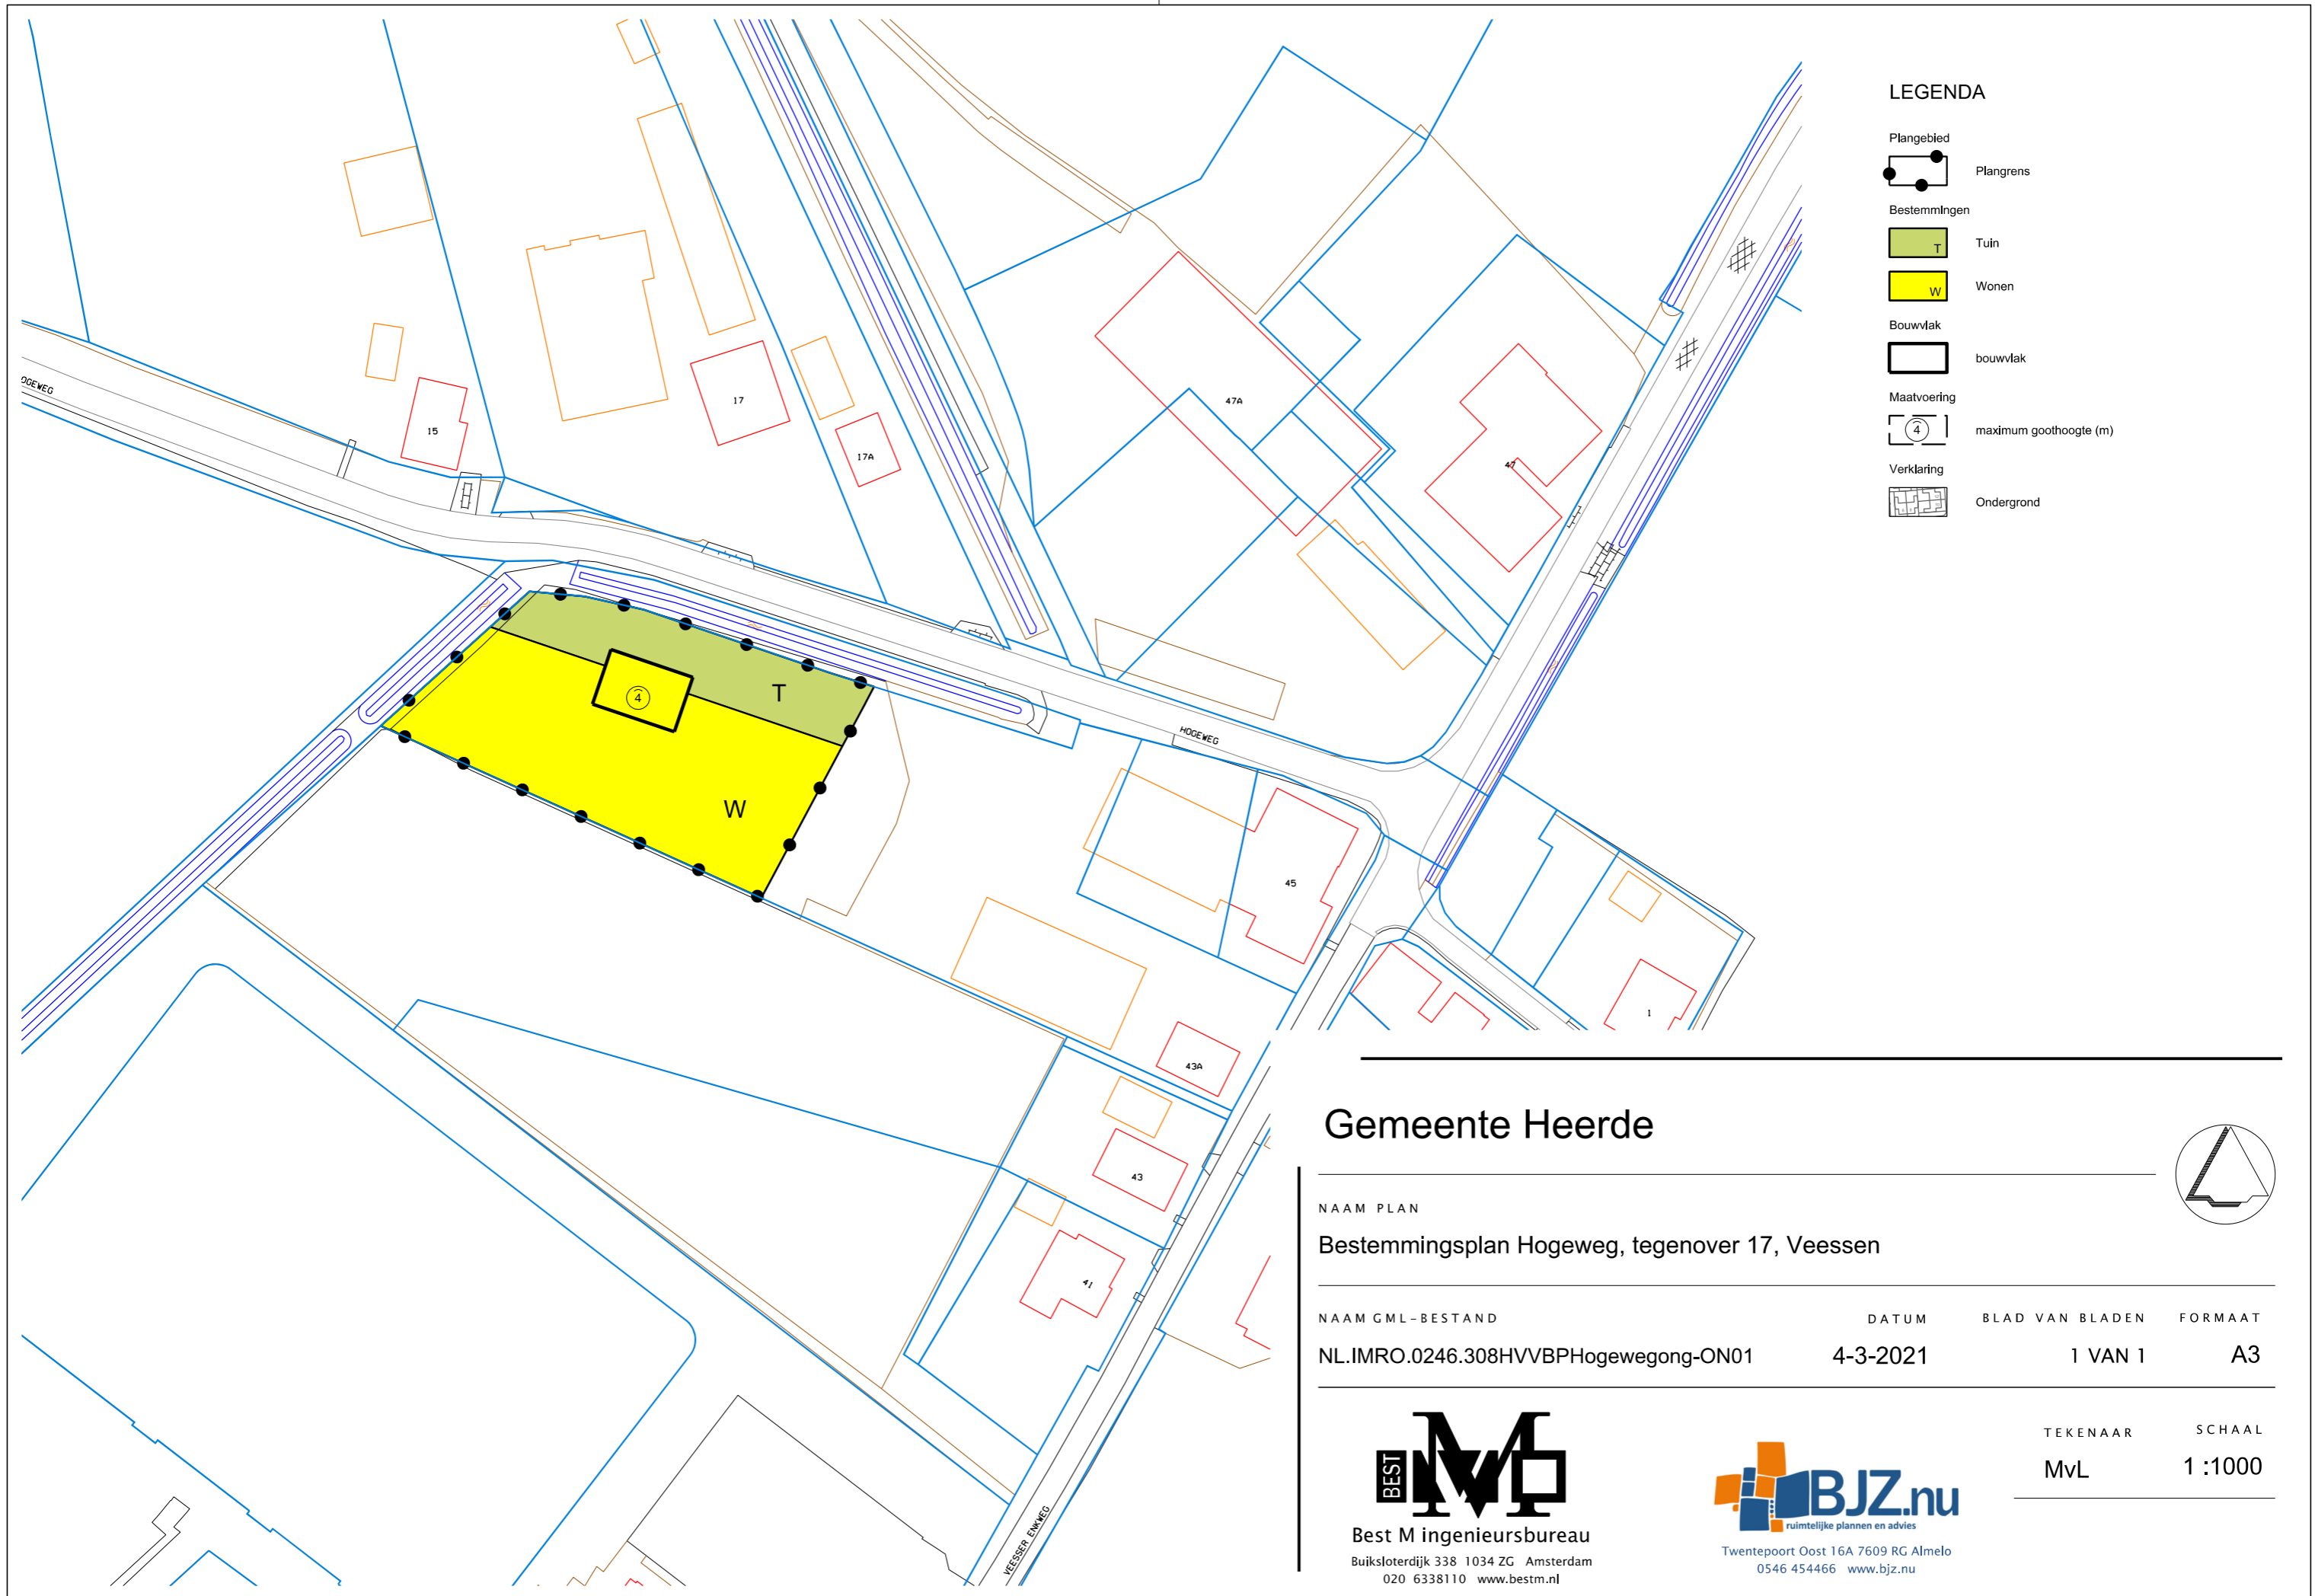 LEGENDA
Plangebied
Plangrens
Bestemmingen
T Tuin
W Wonen
Bouwvlak
bouwvlak
Maatvoering
4 maximum goothoogte (m)
Verklaring
Ondergrond
OGEWEG
15
17
17A
47A
47
4
T
W
HOGEWEG
45
1
43A
43
41
VEESSER ENKWEG
Gemeente Heerde
NAAM PLAN
Bestemmingsplan Hogeweg, tegenover 17, Veessen
NAAM GML-BESTAND DATUM BLAD VAN BLADEN FORMAAT
NL.IMRO.0246.308HVVBPHogewegong-ON01 4-3-2021 1 VAN 1 A3
TEKENAAR SCHAAL
MvL 1 :1000
BEST M
Best M ingenieursbureau
Buiksloterdijk 338 1034 ZG Amsterdam
020 6338110 www.bestm.nl
BJZ.nu
ruimtelijke plannen en advies
Twentepoort Oost 16A 7609 RG Almelo
0546 454466 www.bjz.nu